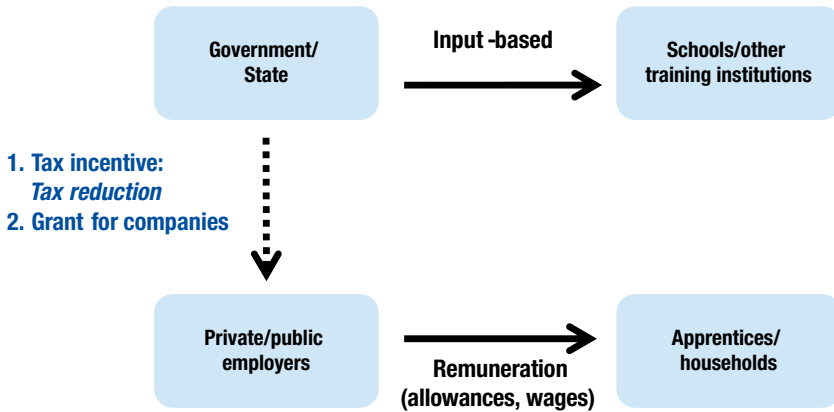 Government/
State
Input -based
Schools/other
training institutions
1. Tax incentive:
Tax reduction
2. Grant for companies
Private/public
employers
Remuneration
(allowances, wages)
Apprentices/
households